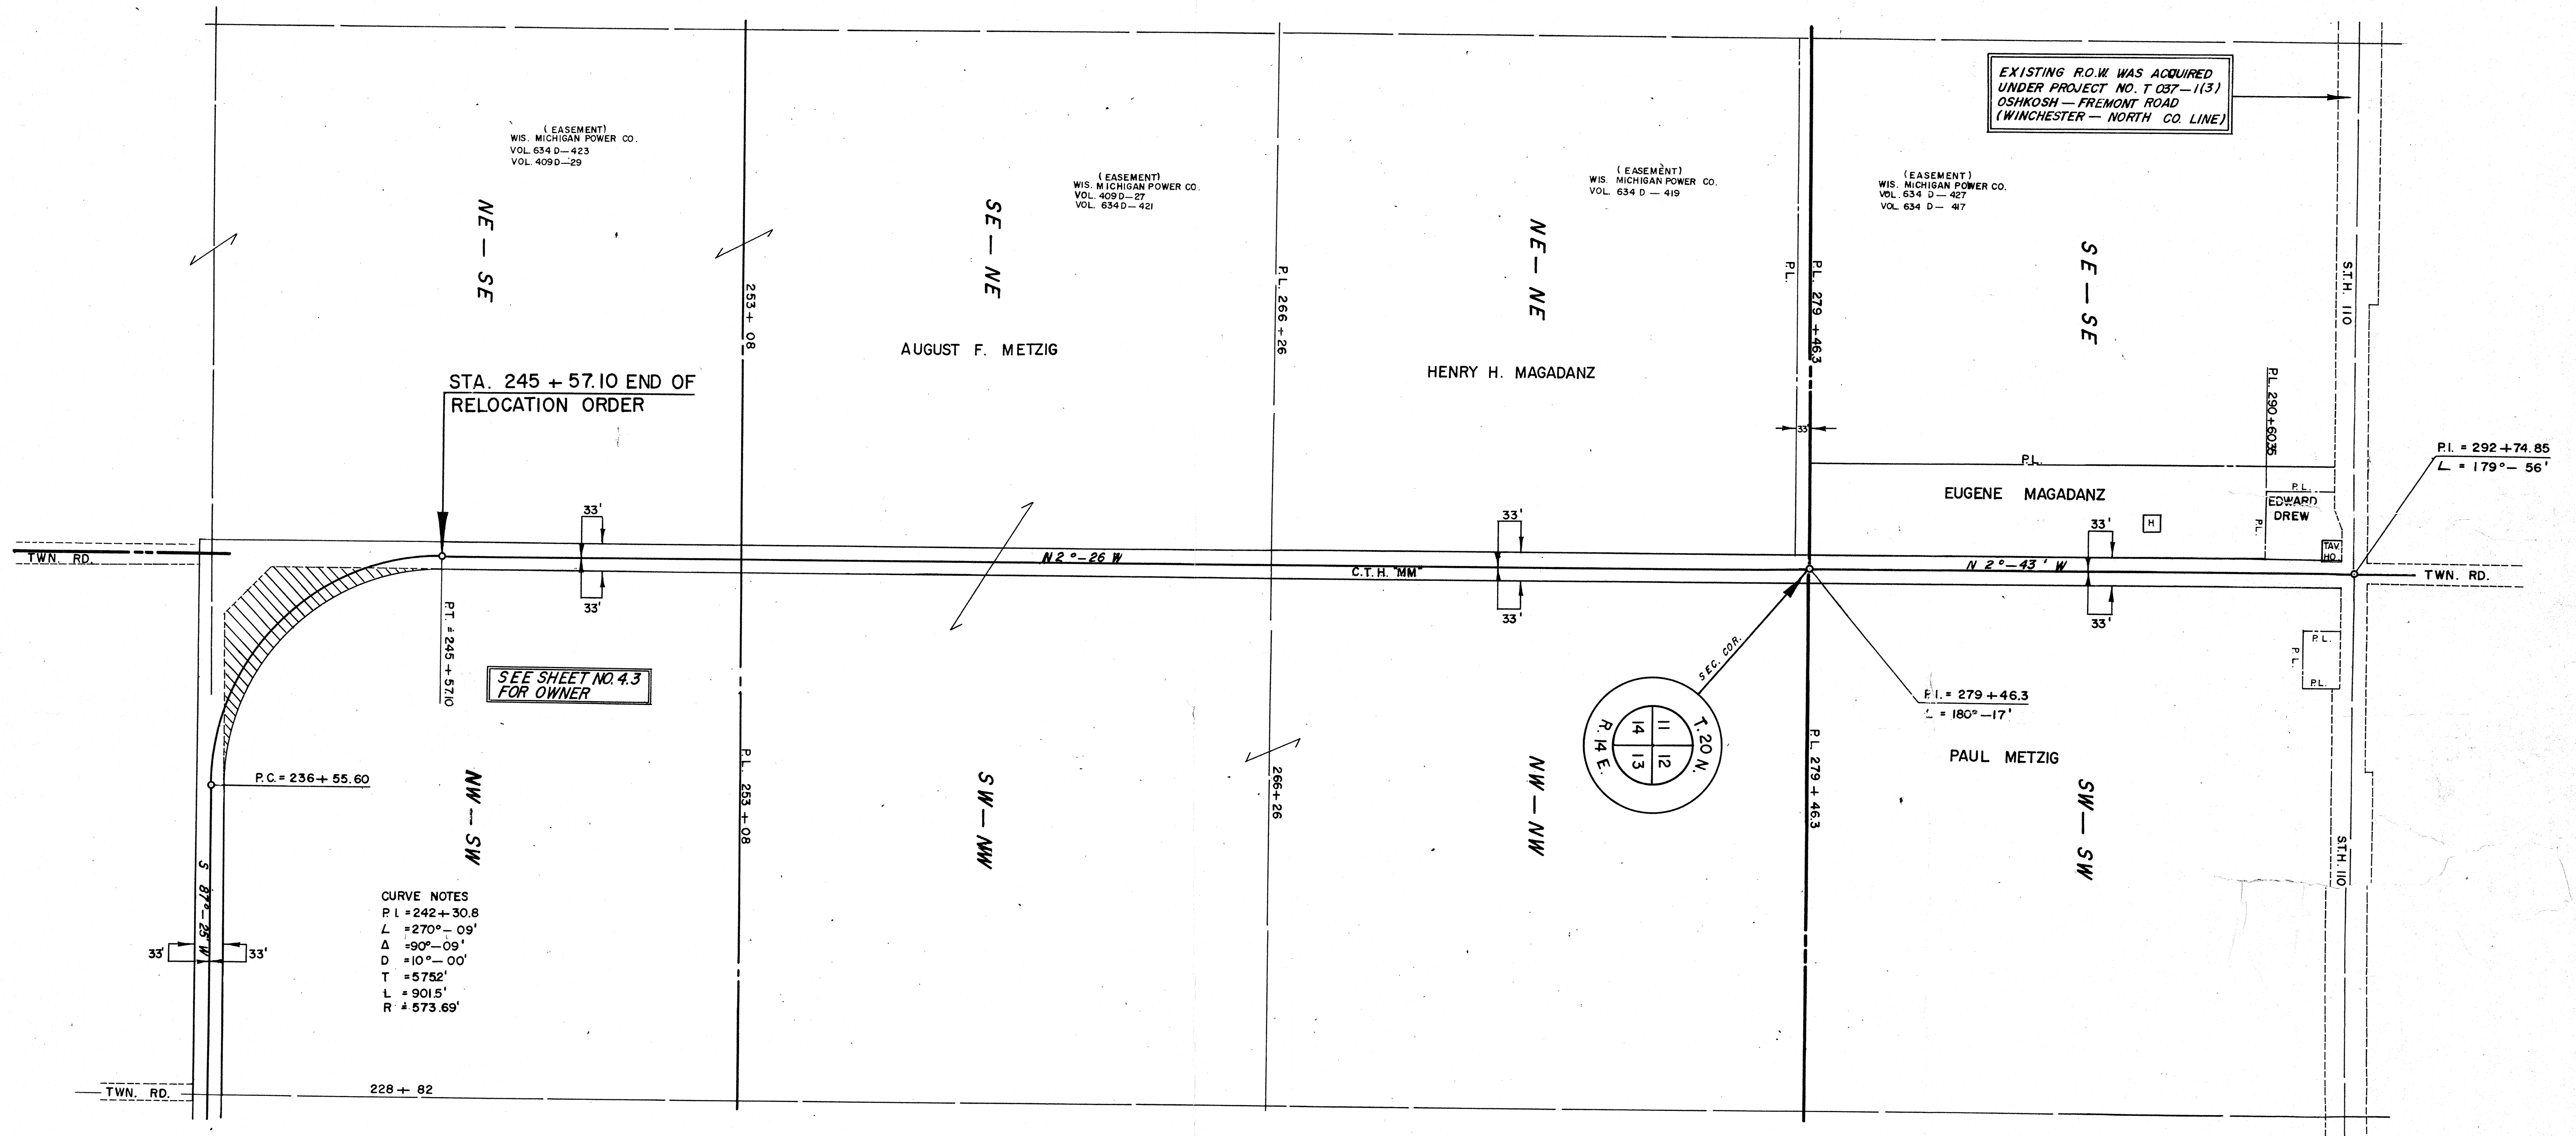 EXISTING R.O.W. WAS ACQUIRED
UNDER PROJECT NO. T 037—1(3)
OSHKOSH — FREMONT ROAD
(WINCHESTER — NORTH CO. LINE)
(EASEMENT)
WIS. MICHIGAN POWER CO.
VOL. 634 D—423
VOL. 409 D—29
(EASEMENT)
WIS. MICHIGAN POWER CO.
VOL. 409 D—27
VOL. 634 D—421
(EASEMENT)
WIS. MICHIGAN POWER CO.
VOL. 634 D — 419
(EASEMENT)
WIS. MICHIGAN POWER CO.
VOL. 634 D — 427
VOL. 634 D — 417
NE — SE
SE — NE
NE — NE
SE — SE
253 + 08
P.L. 266 + 26
P.L.
P.L. 279 + 46.3
S.T.H. 110
AUGUST F. METZIG
HENRY H. MAGADANZ
STA. 245 + 57.10 END OF
RELOCATION ORDER
33'
P.L. 290+60.35
P.I. = 292+74.85
∠ = 179°— 56'
P.L.
EUGENE MAGADANZ
P.L.
EDWARD
DREW
P.L.
H
TAV.
HO.
33'
33'
33'
TWN. RD.
N 2°—26 W
C.T.H. "MM"
N 2°—43' W
TWN. RD.
33'
33'
33'
P.T. = 245 + 57.10
SEE SHEET NO. 4.3
FOR OWNER
SEC. COR.
P.I. = 279+46.3
∠ = 180°—17'
T. 20 N.
R. 14 E.
11
12
14
13
P.L.
P.L.
P.L.
PAUL METZIG
P.C. = 236+ 55.60
NW — SW
P.L. 253 + 08
SW — NW
266+26
NW — NW
P.L. 279 + 46.3
SW — SW
S.T.H. 110
S 87°—25' W
33'
33'
CURVE NOTES
P.I. =242+30.8
∠ =270°— 09'
Δ =90°—09'
D =10°— 00'
T =575.2'
L = 901.5'
R = 573.69'
TWN. RD.
228 + 82